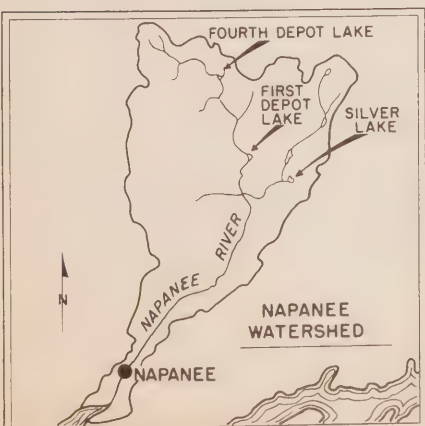 FOURTH DEPOT LAKE
FIRST
DEPOT
LAKE
SILVER
LAKE
NAPANEE RIVER
N
NAPANEE
WATERSHED
NAPANEE